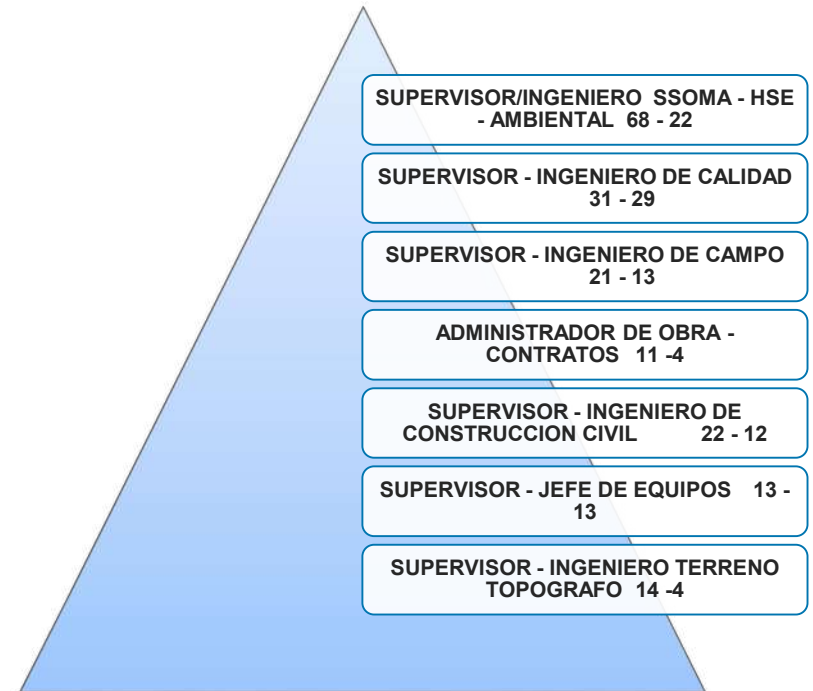 SUPERVISOR/INGENIERO SSOMA - HSE
- AMBIENTAL 68 - 22
SUPERVISOR - INGENIERO DE CALIDAD
31 - 29
SUPERVISOR - INGENIERO DE CAMPO
21 - 13
ADMINISTRADOR DE OBRA -
CONTRATOS 11 -4
SUPERVISOR - INGENIERO DE
CONSTRUCCION CIVIL 22 - 12
SUPERVISOR - JEFE DE EQUIPOS 13 -
13
SUPERVISOR - INGENIERO TERRENO
TOPOGRAFO 14 -4